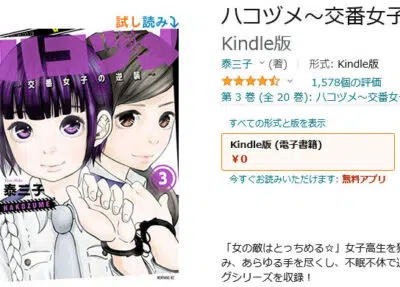 試し読み⤵
ハコヅメ
～交番女子の逆襲～
泰三子
HAKOZUME
3
ハコヅメ～交番女
Kindle版
泰三子 (著) 形式: Kindle版
1,578個の評価
第 3 巻 (全 20 巻): ハコヅメ～交番女
すべての形式と版を表示
Kindle版 (電子書籍)
￥0
今すぐお読みいただけます: 無料アプリ
「女の敵はとっちめる☆」女子高生を
み、あらゆる手を尽くし、不眠不休で
グシリーズを収録！